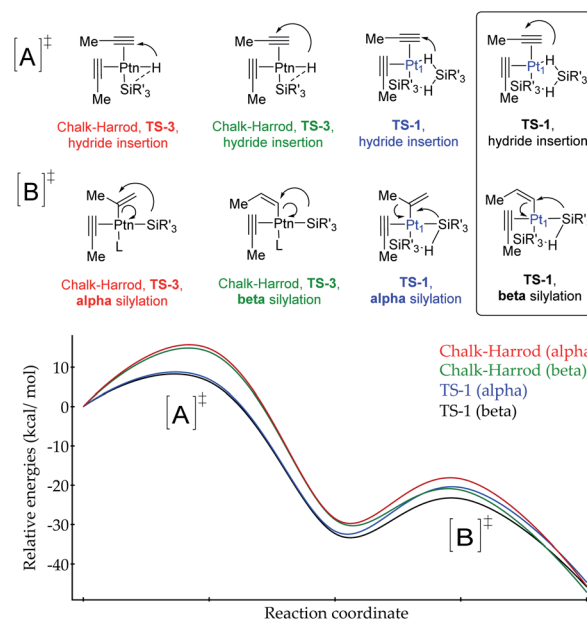 [A]‡
Me
Ptn
H
SiR'3
Me
Chalk-Harrod, TS-3,
hydride insertion
Me
Ptn
H
SiR'3
Me
Chalk-Harrod, TS-3,
hydride insertion
Me
Pt1
H
SiR'3
SiR'3
H
Me
TS-1,
hydride insertion
Me
Pt1
H
SiR'3
SiR'3
H
Me
TS-1,
hydride insertion
[B]‡
Me
Ptn
SiR'3
L
Me
Chalk-Harrod, TS-3,
alpha silylation
Me
Ptn
SiR'3
L
Me
Chalk-Harrod, TS-3,
beta silylation
Me
Pt1
SiR'3
SiR'3
H
Me
TS-1,
alpha silylation
Me
Pt1
SiR'
SiR'3
H
Me
TS-1,
beta silylation
Chalk-Harrod (alpha
Chalk-Harrod (beta)
TS-1 (alpha)
TS-1 (beta)
Relative energies (kcal/ mol)
10
0
-10
-20
-30
-40
[A]‡
[B]‡
Reaction coordinate